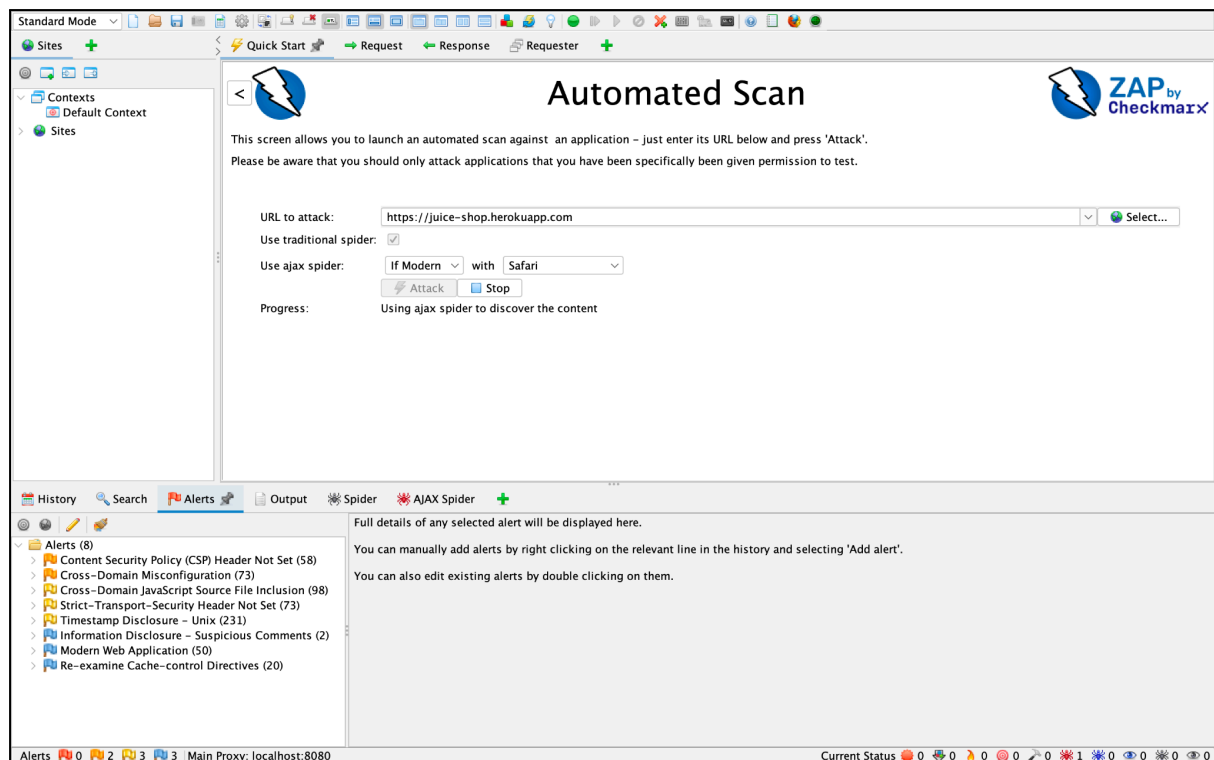 Standard Mode
Sites
Quick Start
Request
Response
Requester
<
Automated Scan
ZAP by
Checkmarx
Contexts
Default Context
Sites
This screen allows you to launch an automated scan against  an application – just enter its URL below and press 'Attack'.
Please be aware that you should only attack applications that you have been specifically been given permission to test.
URL to attack: https://juice-shop.herokuapp.com Select...
Use traditional spider:
Use ajax spider: If Modern with Safari
Attack Stop
Progress: Using ajax spider to discover the content
History Search Alerts Output Spider AJAX Spider
Alerts (8)
Content Security Policy (CSP) Header Not Set (58)
Cross-Domain Misconfiguration (73)
Cross-Domain JavaScript Source File Inclusion (98)
Strict-Transport-Security Header Not Set (73)
Timestamp Disclosure – Unix (231)
Information Disclosure – Suspicious Comments (2)
Modern Web Application (50)
Re-examine Cache-control Directives (20)
Full details of any selected alert will be displayed here.
You can manually add alerts by right clicking on the relevant line in the history and selecting 'Add alert'.
You can also edit existing alerts by double clicking on them.
Alerts 0 2 3 3 Main Proxy: localhost:8080
Current Status 0 0 0 0 0 1 0 0 0 0